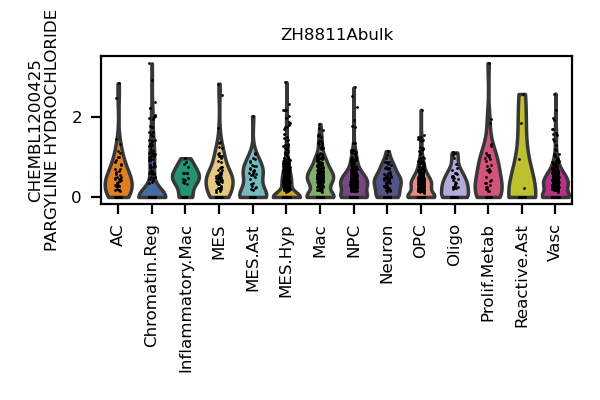 ZH8811Abulk
CHEMBL1200425
PARGYLINE HYDROCHLORIDE
2
0
AC
Chromatin.Reg
Inflammatory.Mac
MES
MES.Ast
MES.Hyp
Mac
NPC
Neuron
OPC
Oligo
Prolif.Metab
Reactive.Ast
Vasc